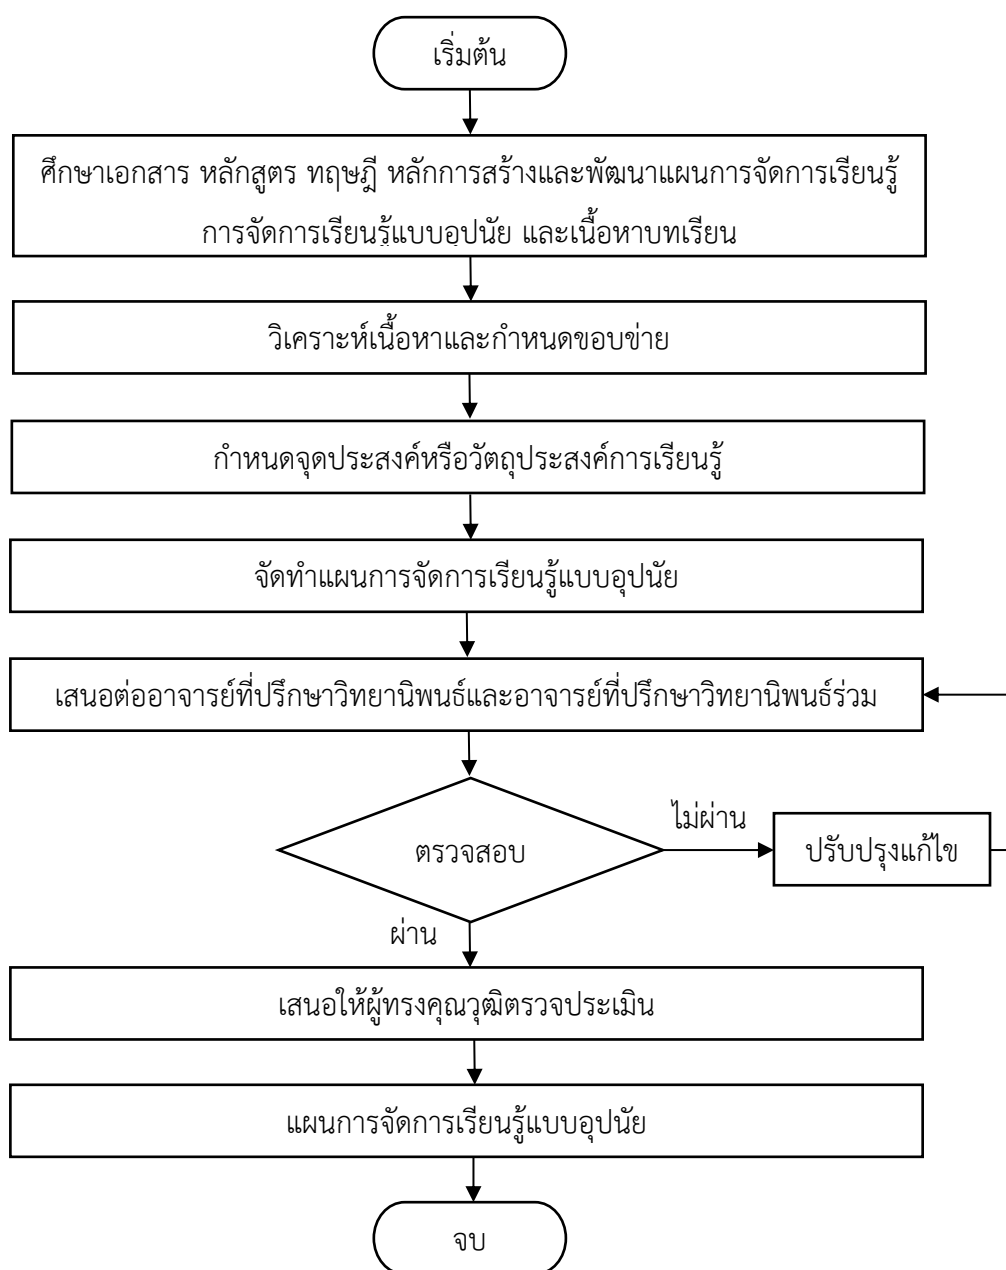 เริ่มต้น
ศึกษาเอกสาร หลักสูตร ทฤษฎี หลักการสร้างและพัฒนาแผนการจัดการเรียนรู้
การจัดการเรียนรู้แบบอุปนัย และเนื้อหาบทเรียน
วิเคราะห์เนื้อหาและกำหนดขอบข่าย
กำหนดจุดประสงค์หรือวัตถุประสงค์การเรียนรู้
จัดทำแผนการจัดการเรียนรู้แบบอุปนัย
เสนอต่ออาจารย์ที่ปรึกษาวิทยานิพนธ์และอาจารย์ที่ปรึกษาวิทยานิพนธ์ร่วม
ตรวจสอบ
ไม่ผ่าน
ปรับปรุงแก้ไข
ผ่าน
เสนอให้ผู้ทรงคุณวุฒิตรวจประเมิน
แผนการจัดการเรียนรู้แบบอุปนัย
จบ